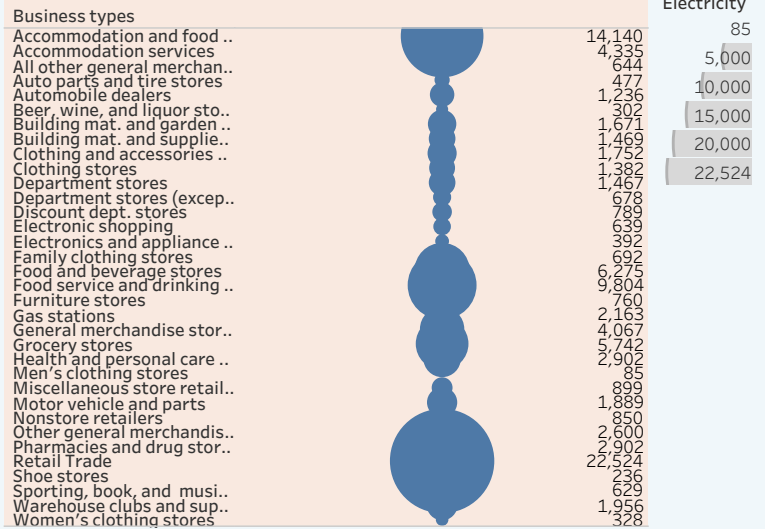 Business types
Electricity
Accommodation and food .. 14,140
Accommodation services 4,335
All other general merchan.. 644
Auto parts and tire stores 477
Automobile dealers 1,236
Beer, wine, and liquor sto.. 302
Building mat. and garden .. 1,671
Building mat. and supplie.. 1,469
Clothing and accessories .. 1,752
Clothing stores 1,382
Department stores 1,467
Department stores (excep.. 678
Discount dept. stores 789
Electronic shopping 639
Electronics and appliance .. 392
Family clothing stores 692
Food and beverage stores 6,275
Food service and drinking .. 9,804
Furniture stores 760
Gas stations 2,163
General merchandise stor.. 4,067
Grocery stores 5,742
Health and personal care .. 2,902
Men's clothing stores 85
Miscellaneous store retail.. 899
Motor vehicle and parts 1,889
Nonstore retailers 850
Other general merchandis.. 2,600
Pharmacies and drug stor.. 2,902
Retail Trade 22,524
Shoe stores 236
Sporting, book, and musi.. 629
Warehouse clubs and sup.. 1,956
Women's clothing stores 328
85
5,000
10,000
15,000
20,000
22,524